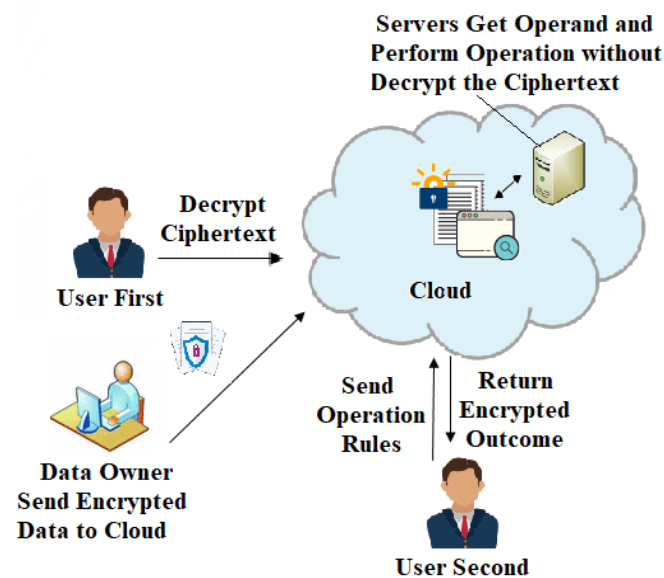 Servers Get Operand and
Perform Operation without
Decrypt the Ciphertext
Decrypt
Ciphertext
User First
Cloud
Send
Operation
Rules
Return
Encrypted
Outcome
Data Owner
Send Encrypted
Data to Cloud
User Second